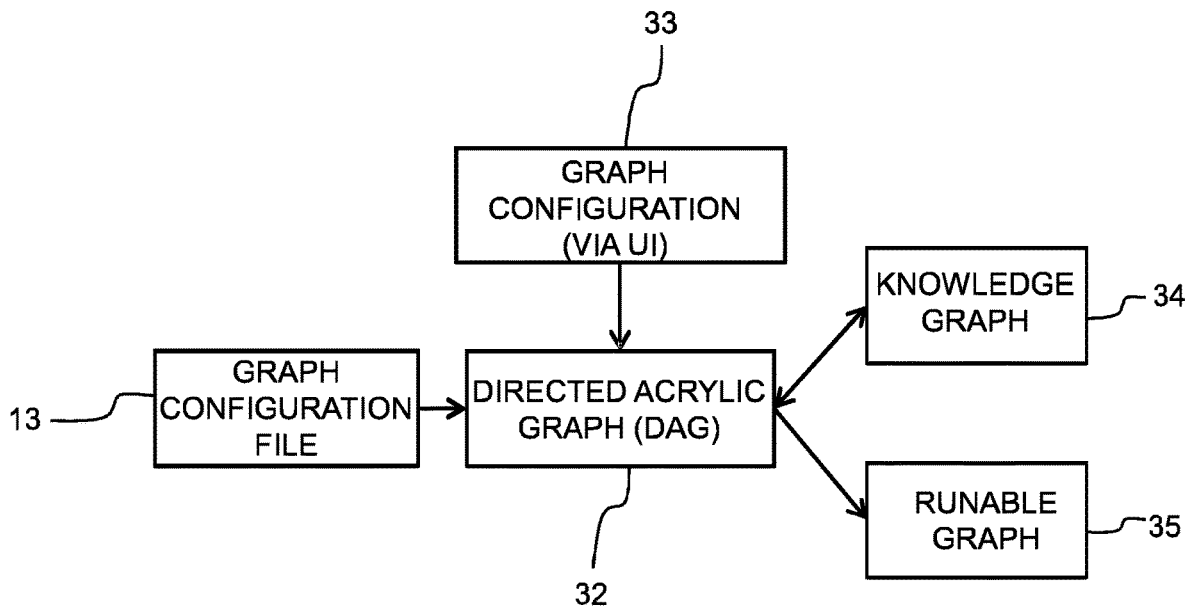 33
GRAPH
CONFIGURATION
(VIA UI)
KNOWLEDGE
GRAPH
34
GRAPH
CONFIGURATION
FILE
13
DIRECTED ACRYLIC
GRAPH (DAG)
32
RUNABLE
GRAPH
35